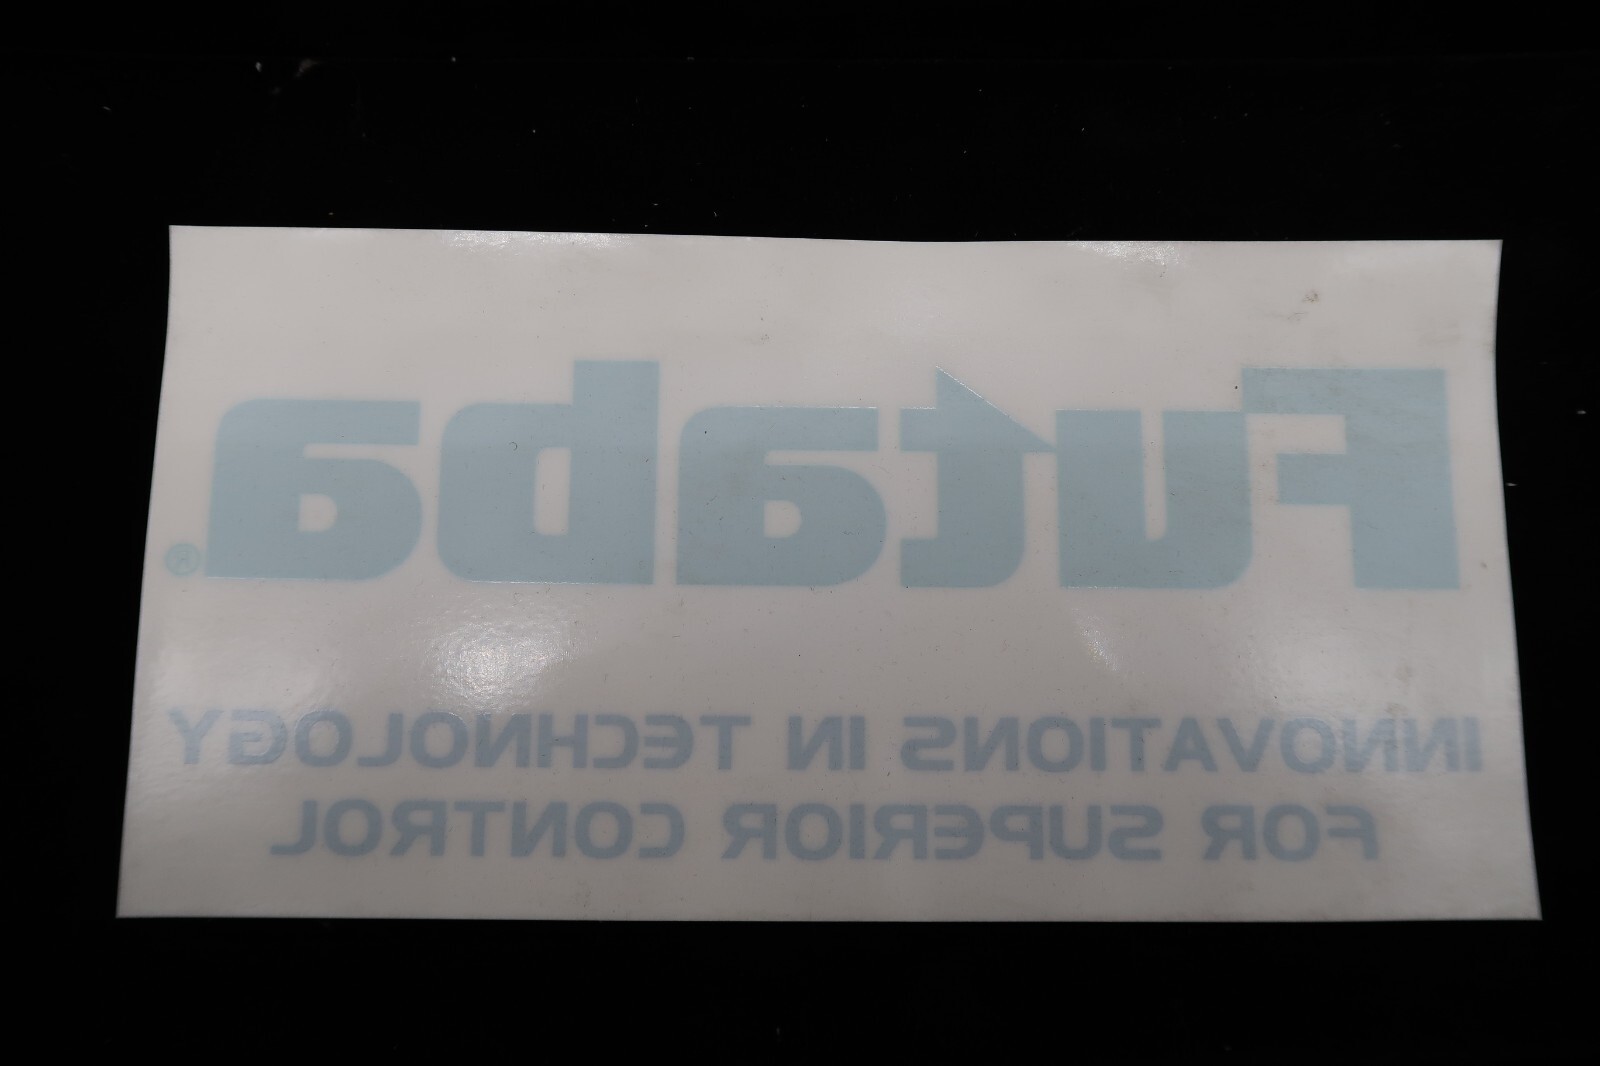 Futaba®
INNOVATIONS IN TECHNOLOGY
FOR SUPERIOR CONTROL